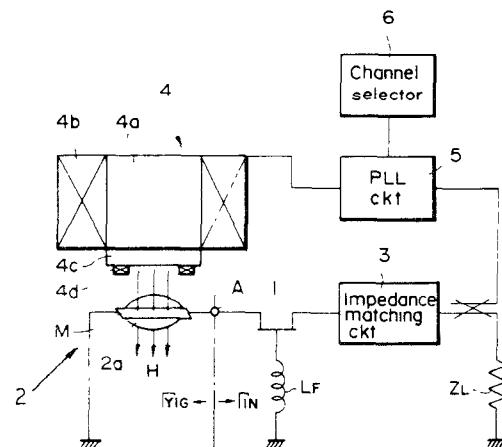 6
Channel
selector
4
4b
4a
5
PLL
ckt
4c
3
4d
A
1
Impedance
matching
ckt
M
2a
H
LF
ZL
2
ΓYIG
ΓIN